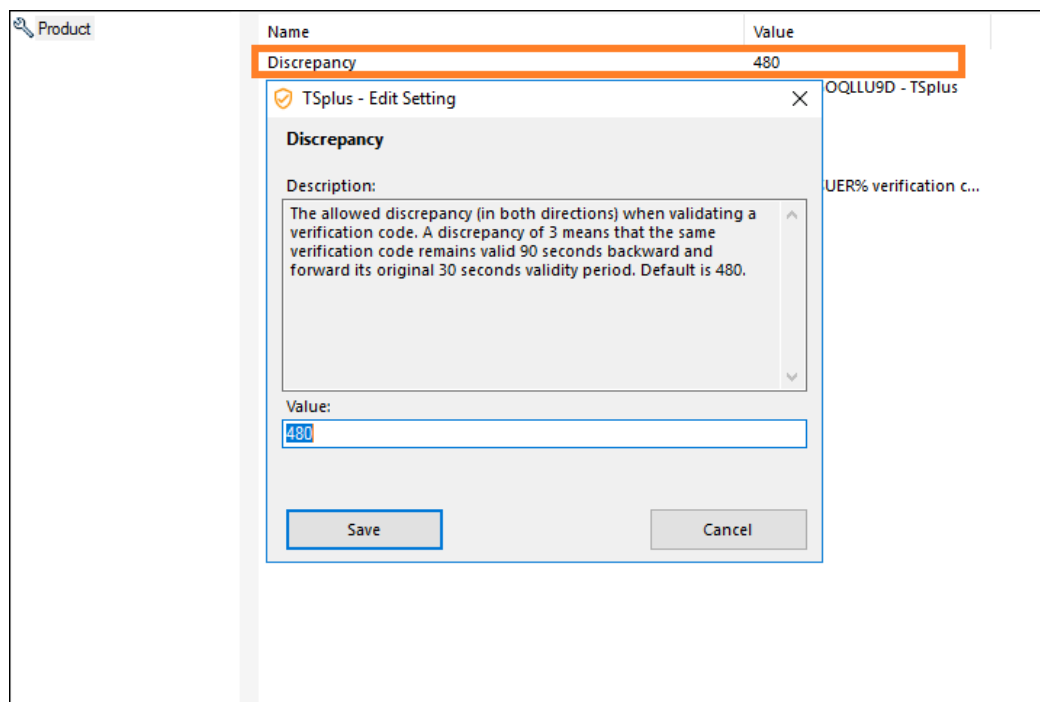 Product
Name Value
Discrepancy 480
TSplus - Edit Setting
OQLLU9D - TSplus
Discrepancy
Description:
UER% verification c...
The allowed discrepancy (in both directions) when validating a
verification code. A discrepancy of 3 means that the same
verification code remains valid 90 seconds backward and
forward its original 30 seconds validity period. Default is 480.
Value:
480
Save Cancel